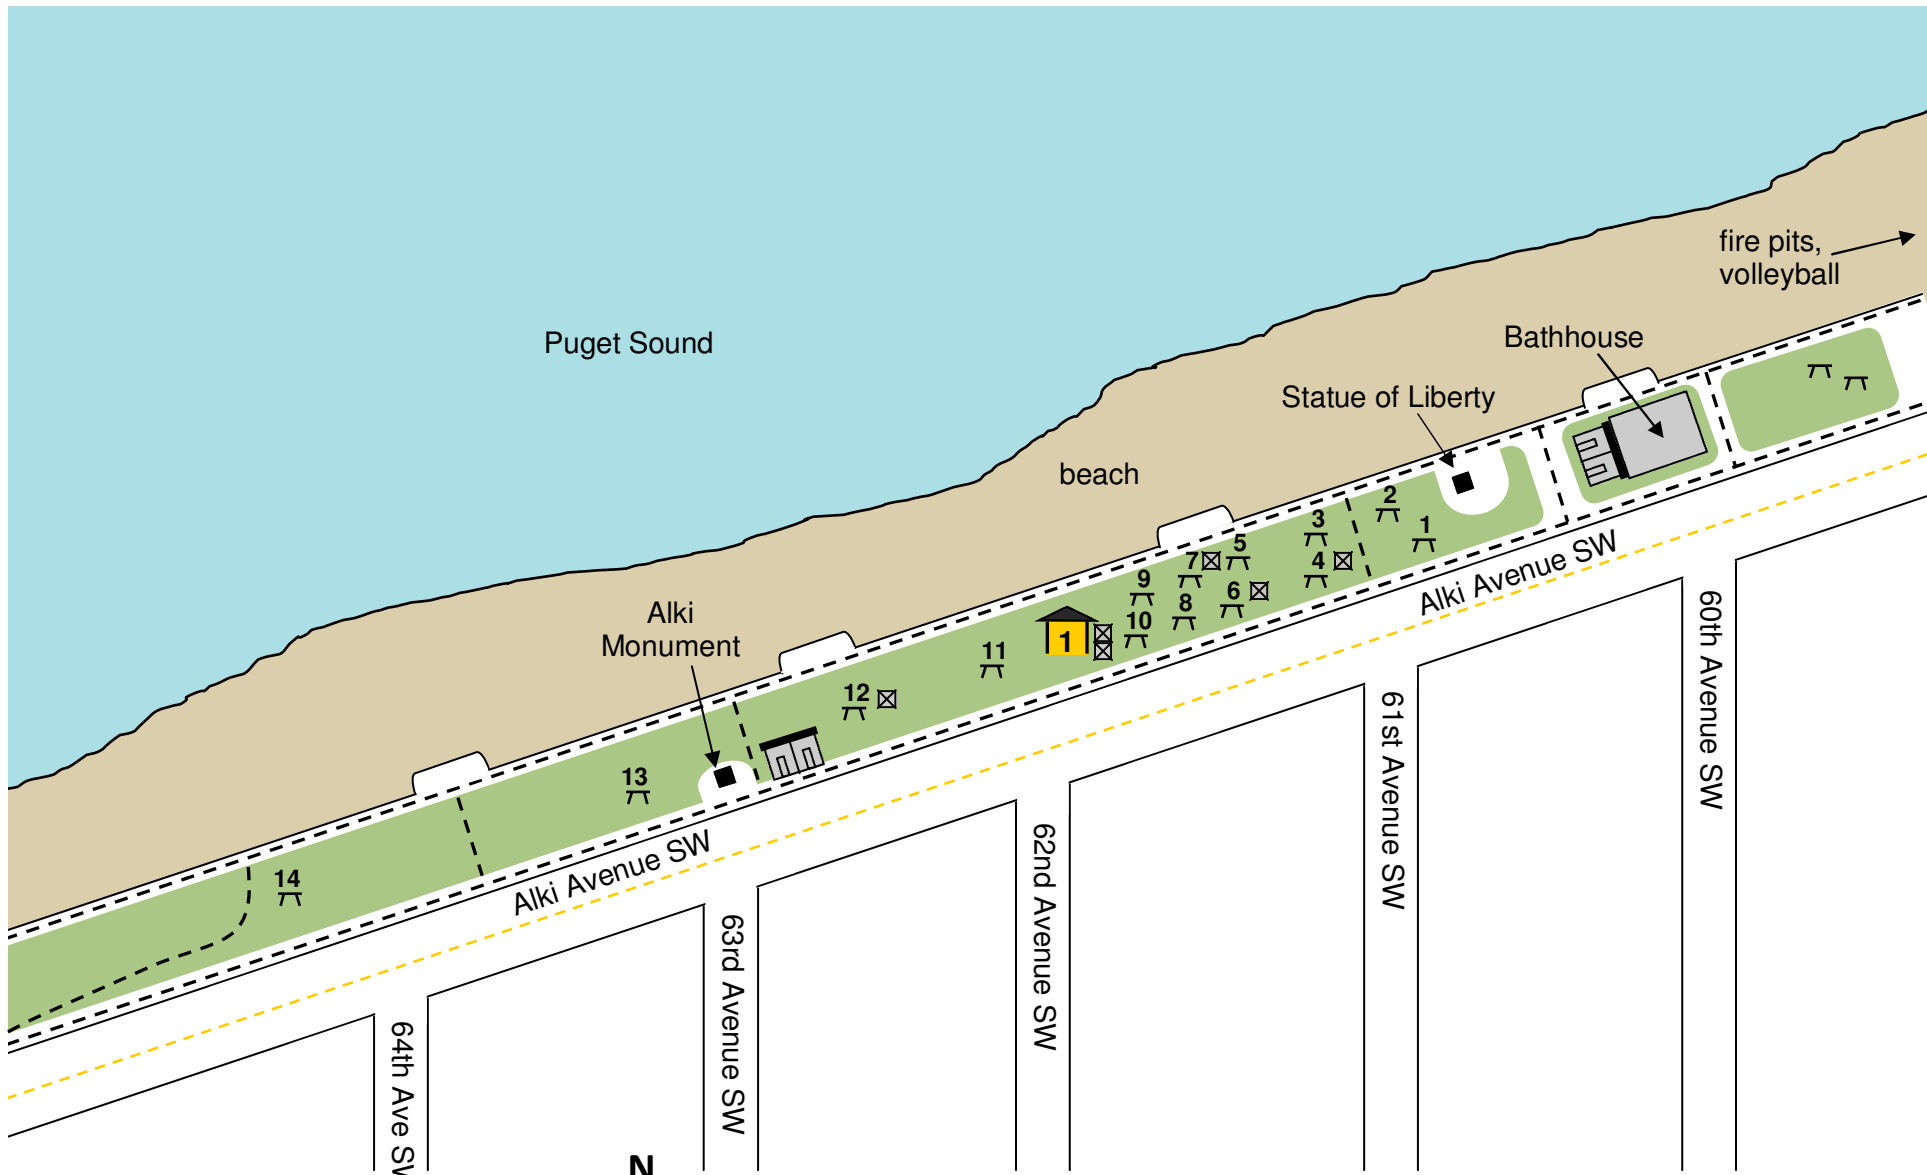 fire pits,
volleyball
Bathhouse
Puget Sound
Statue of Liberty
beach
2
1
3
4
5
7
6
9
8
10
1
11
Alki
Monument
12
13
14
Alki Avenue SW
Alki Avenue SW
60th Avenue SW
61st Avenue SW
62nd Avenue SW
63rd Avenue SW
64th Ave SW
N